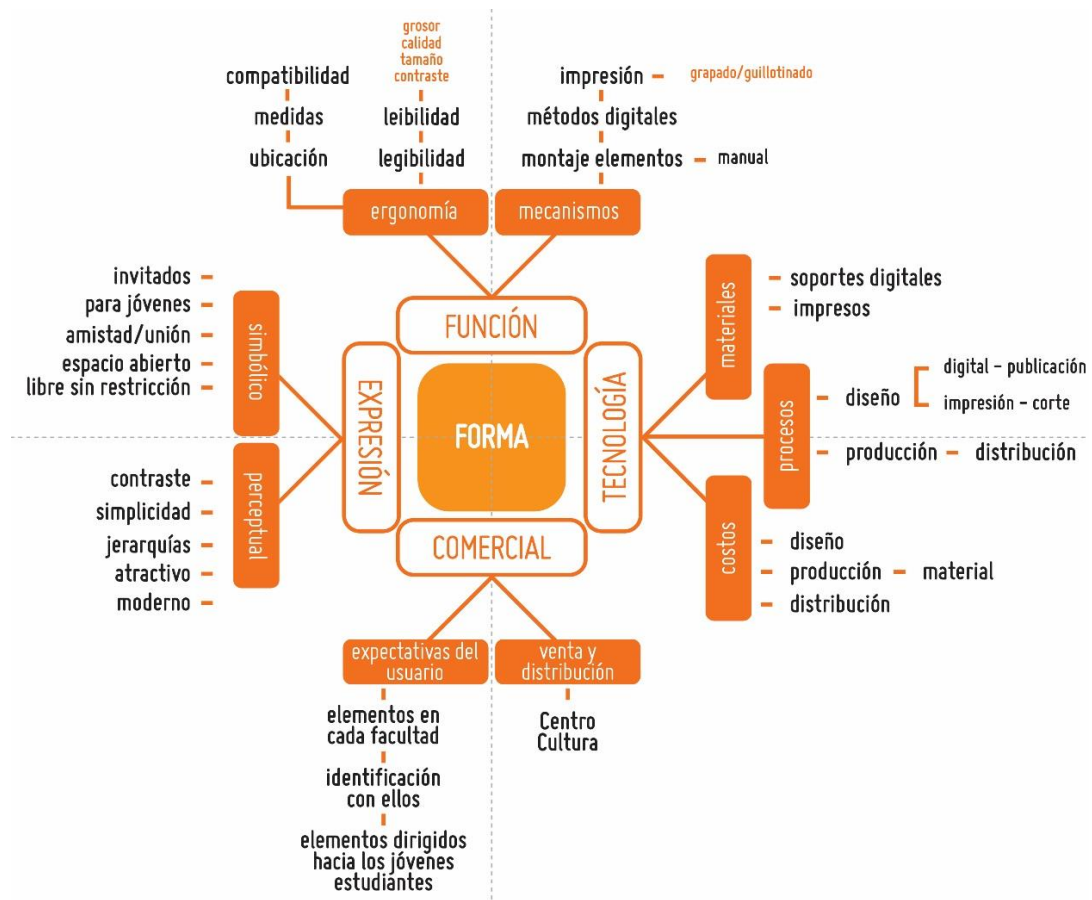 grosor
calidad
tamaño
contraste
compatibilidad
medidas
ubicación
leibilidad
legibilidad
ergonomía
impresión – grapado/guillotinado
métodos digitales
montaje elementos – manual
mecanismos
FUNCIÓN
invitados
para jóvenes
amistad/unión
espacio abierto
libre sin restricción
simbólico
contraste
simplicidad
jerarquías
atractivo
moderno
perceptual
EXPRESIÓN
FORMA
TECNOLOGÍA
materiales
soportes digitales
impresos
procesos
diseño
digital – publicación
impresión – corte
producción – distribución
costos
diseño
producción – material
distribución
COMERCIAL
expectativas del
usuario
elementos en
cada facultad
identificación
con ellos
elementos dirigidos
hacia los jóvenes
estudiantes
venta y
distribución
Centro
Cultura